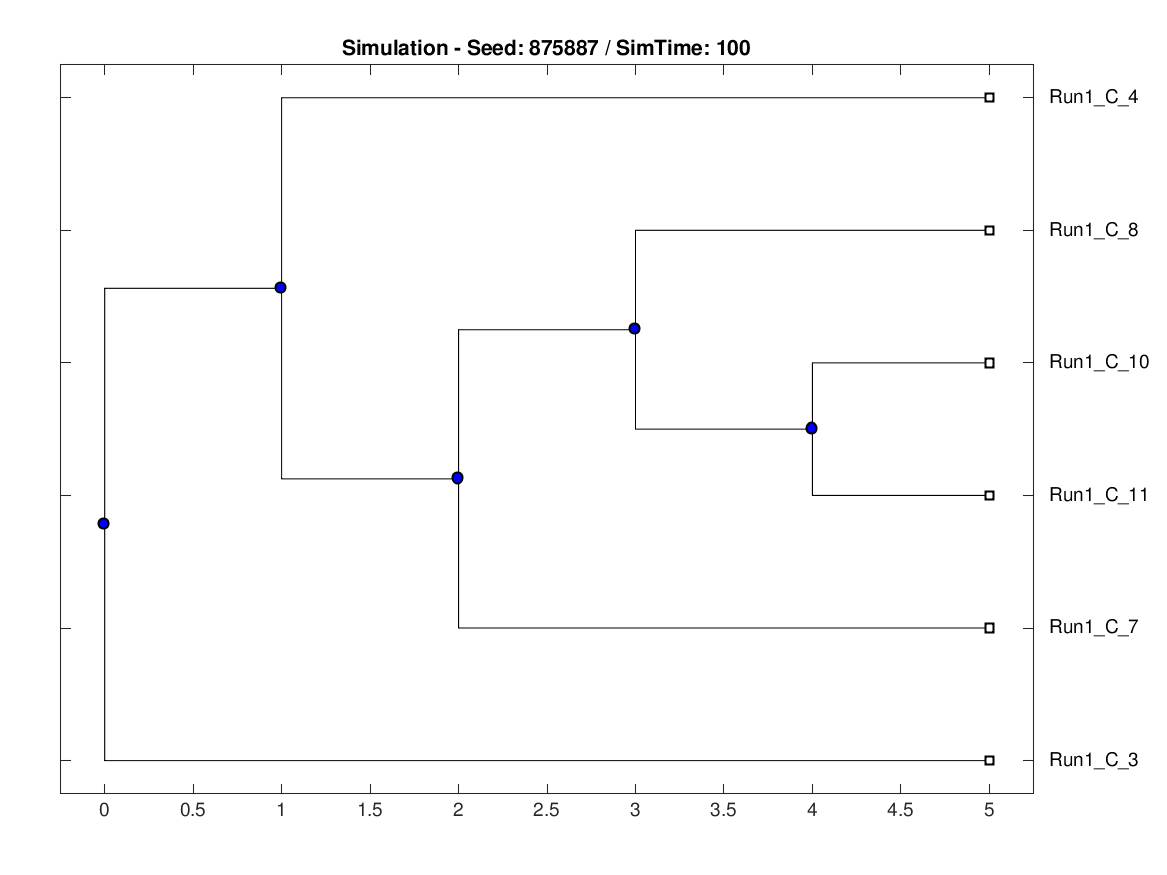 Simulation - Seed: 875887 / SimTime: 100
Run1_C_4
Run1_C_8
Run1_C_10
Run1_C_11
Run1_C_7
Run1_C_3
0 0.5 1 1.5 2 2.5 3 3.5 4 4.5 5